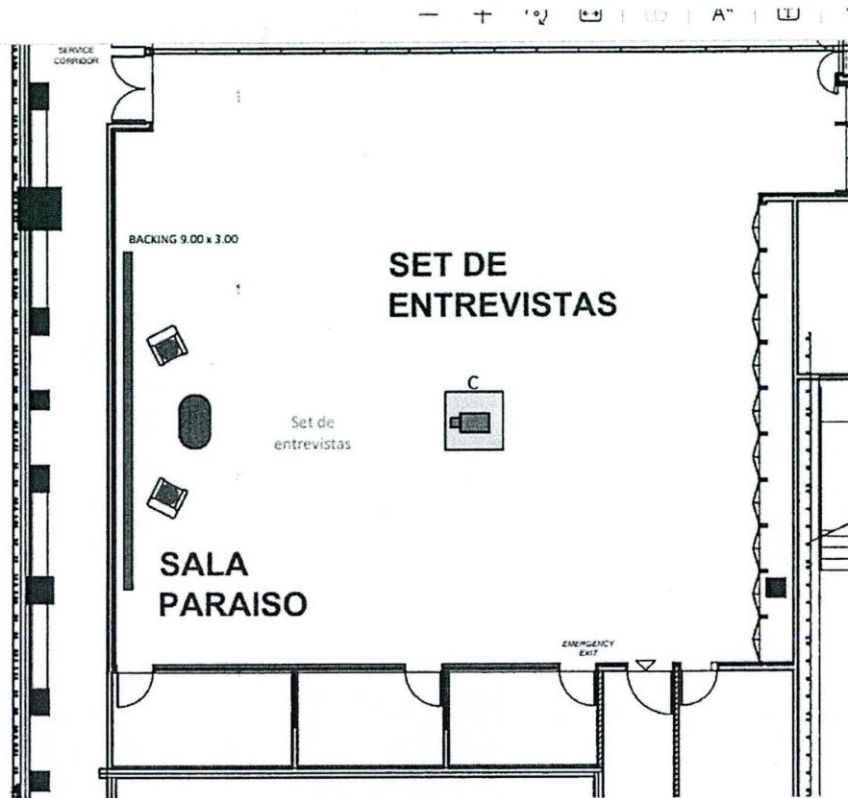 A"
SERVICE
CORRIDOR
BACKING 9.00 x 3.00
SET DE
ENTREVISTAS
C
Set de
entrevistas
SALA
PARAISO
EMERGENCY
EXIT